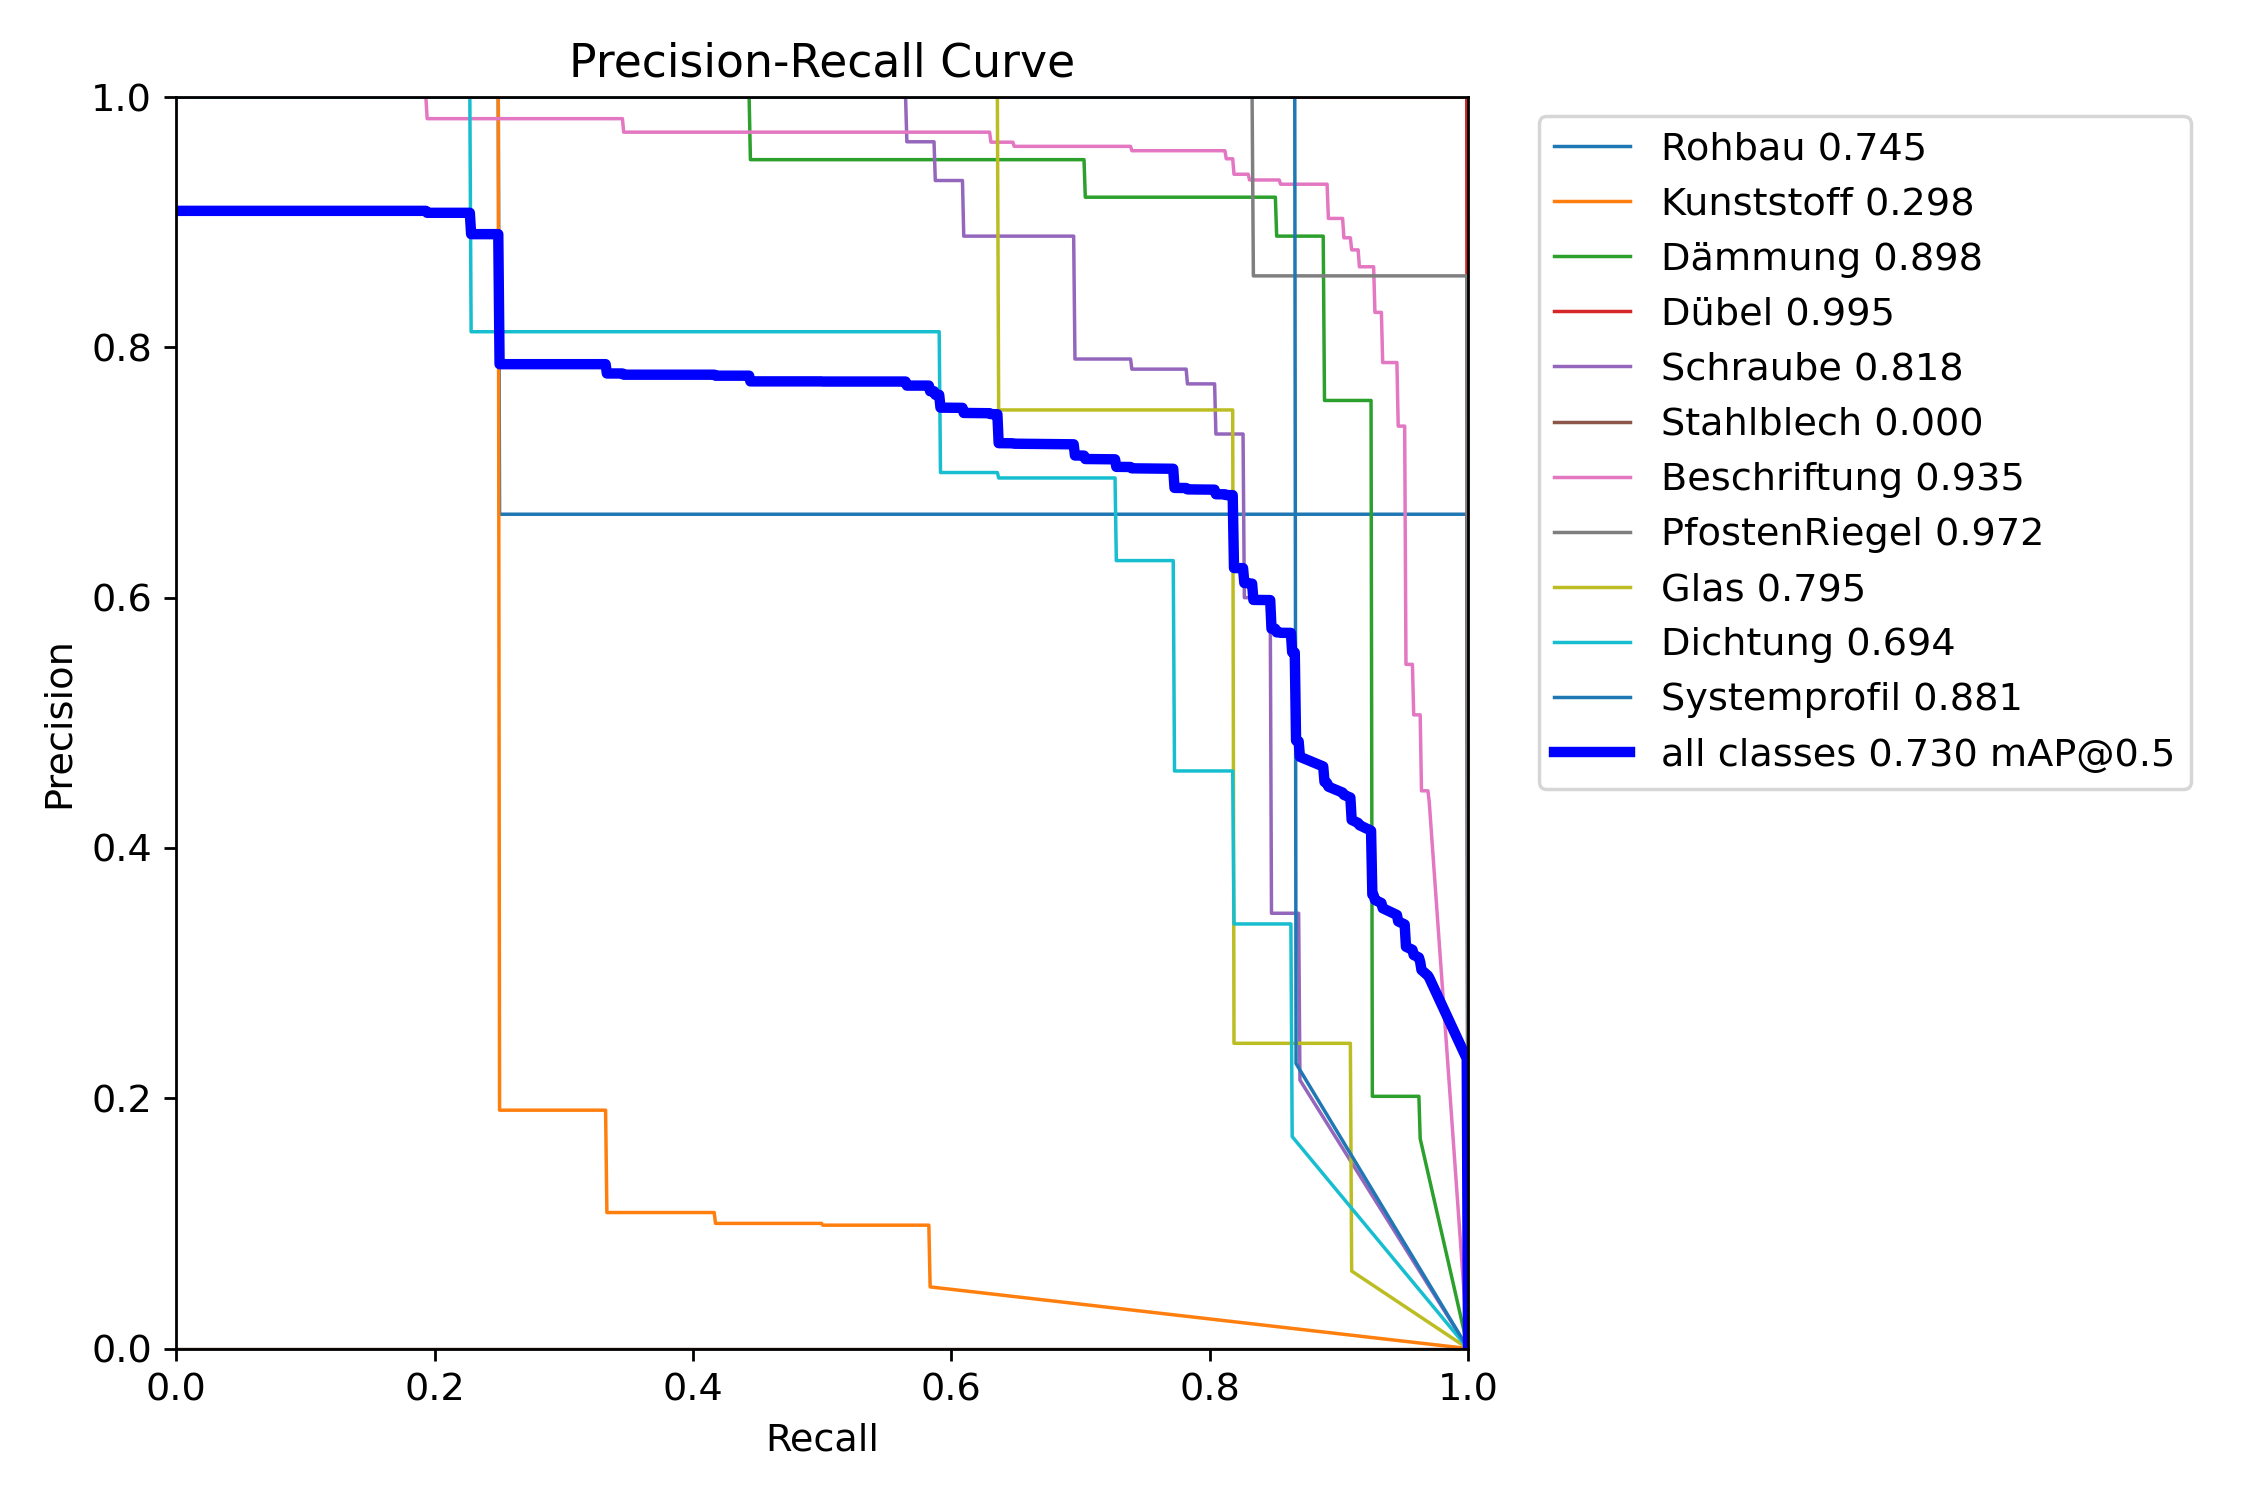 Precision-Recall Curve
1.0
0.8
0.6
0.4
0.2
0.0
Precision
0.0 0.2 0.4 0.6 0.8 1.0
Recall
Rohbau 0.745
Kunststoff 0.298
Dämmung 0.898
Dübel 0.995
Schraube 0.818
Stahlblech 0.000
Beschriftung 0.935
PfostenRiegel 0.972
Glas 0.795
Dichtung 0.694
Systemprofil 0.881
all classes 0.730 mAP@0.5